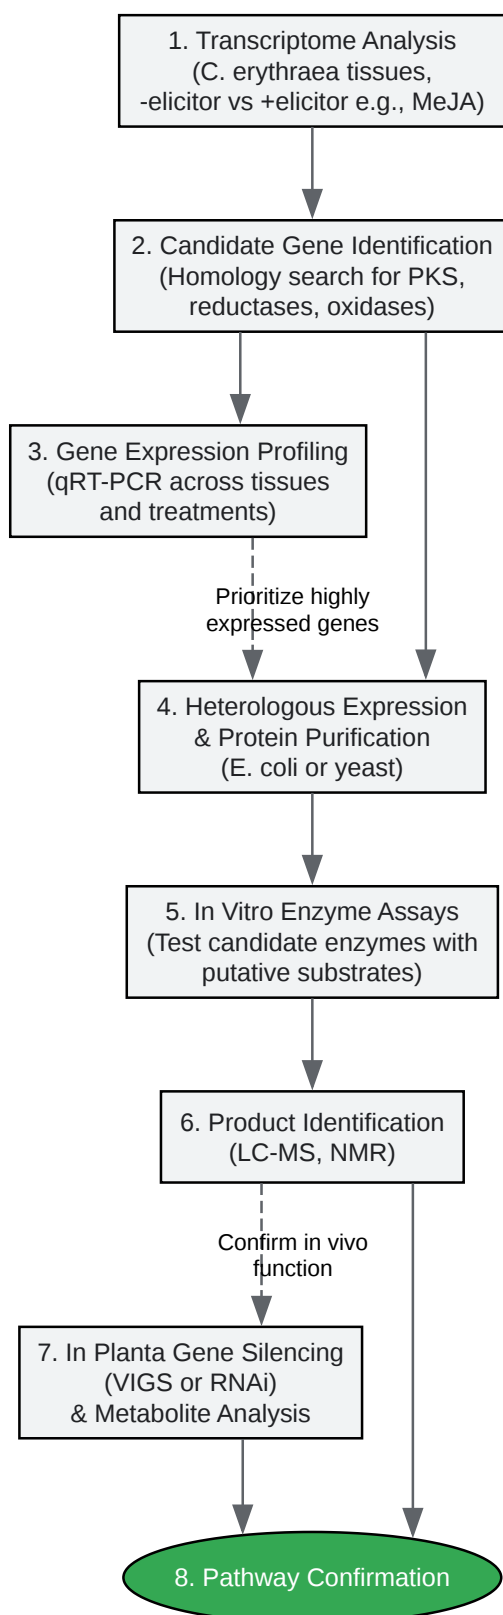 1. Transcriptome Analysis
(C. erythraea tissues,
-elicitor vs +elicitor e.g., MeJA)
2. Candidate Gene Identification
(Homology search for PKS,
reductases, oxidases)
3. Gene Expression Profiling
(qRT-PCR across tissues
and treatments)
Prioritize highly
expressed genes
4. Heterologous Expression
& Protein Purification
(E. coli or yeast)
5. In Vitro Enzyme Assays
(Test candidate enzymes with
putative substrates)
6. Product Identification
(LC-MS, NMR)
Confirm in vivo
function
7. In Planta Gene Silencing
(VIGS or RNAi)
& Metabolite Analysis
8. Pathway Confirmation